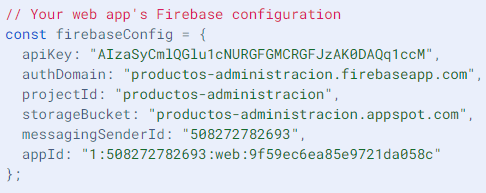 // Your web app's Firebase configuration
const firebaseConfig = {
  apiKey: "AIzaSyCmlQGlu1cNURGFGMCRGFJzAK0DAQq1ccM",
  authDomain: "productos-administracion.firebaseapp.com",
  projectId: "productos-administracion",
  storageBucket: "productos-administracion.appspot.com",
  messagingSenderId: "508272782693",
  appId: "1:508272782693:web:9f59ec6ea85e9721da058c"
};